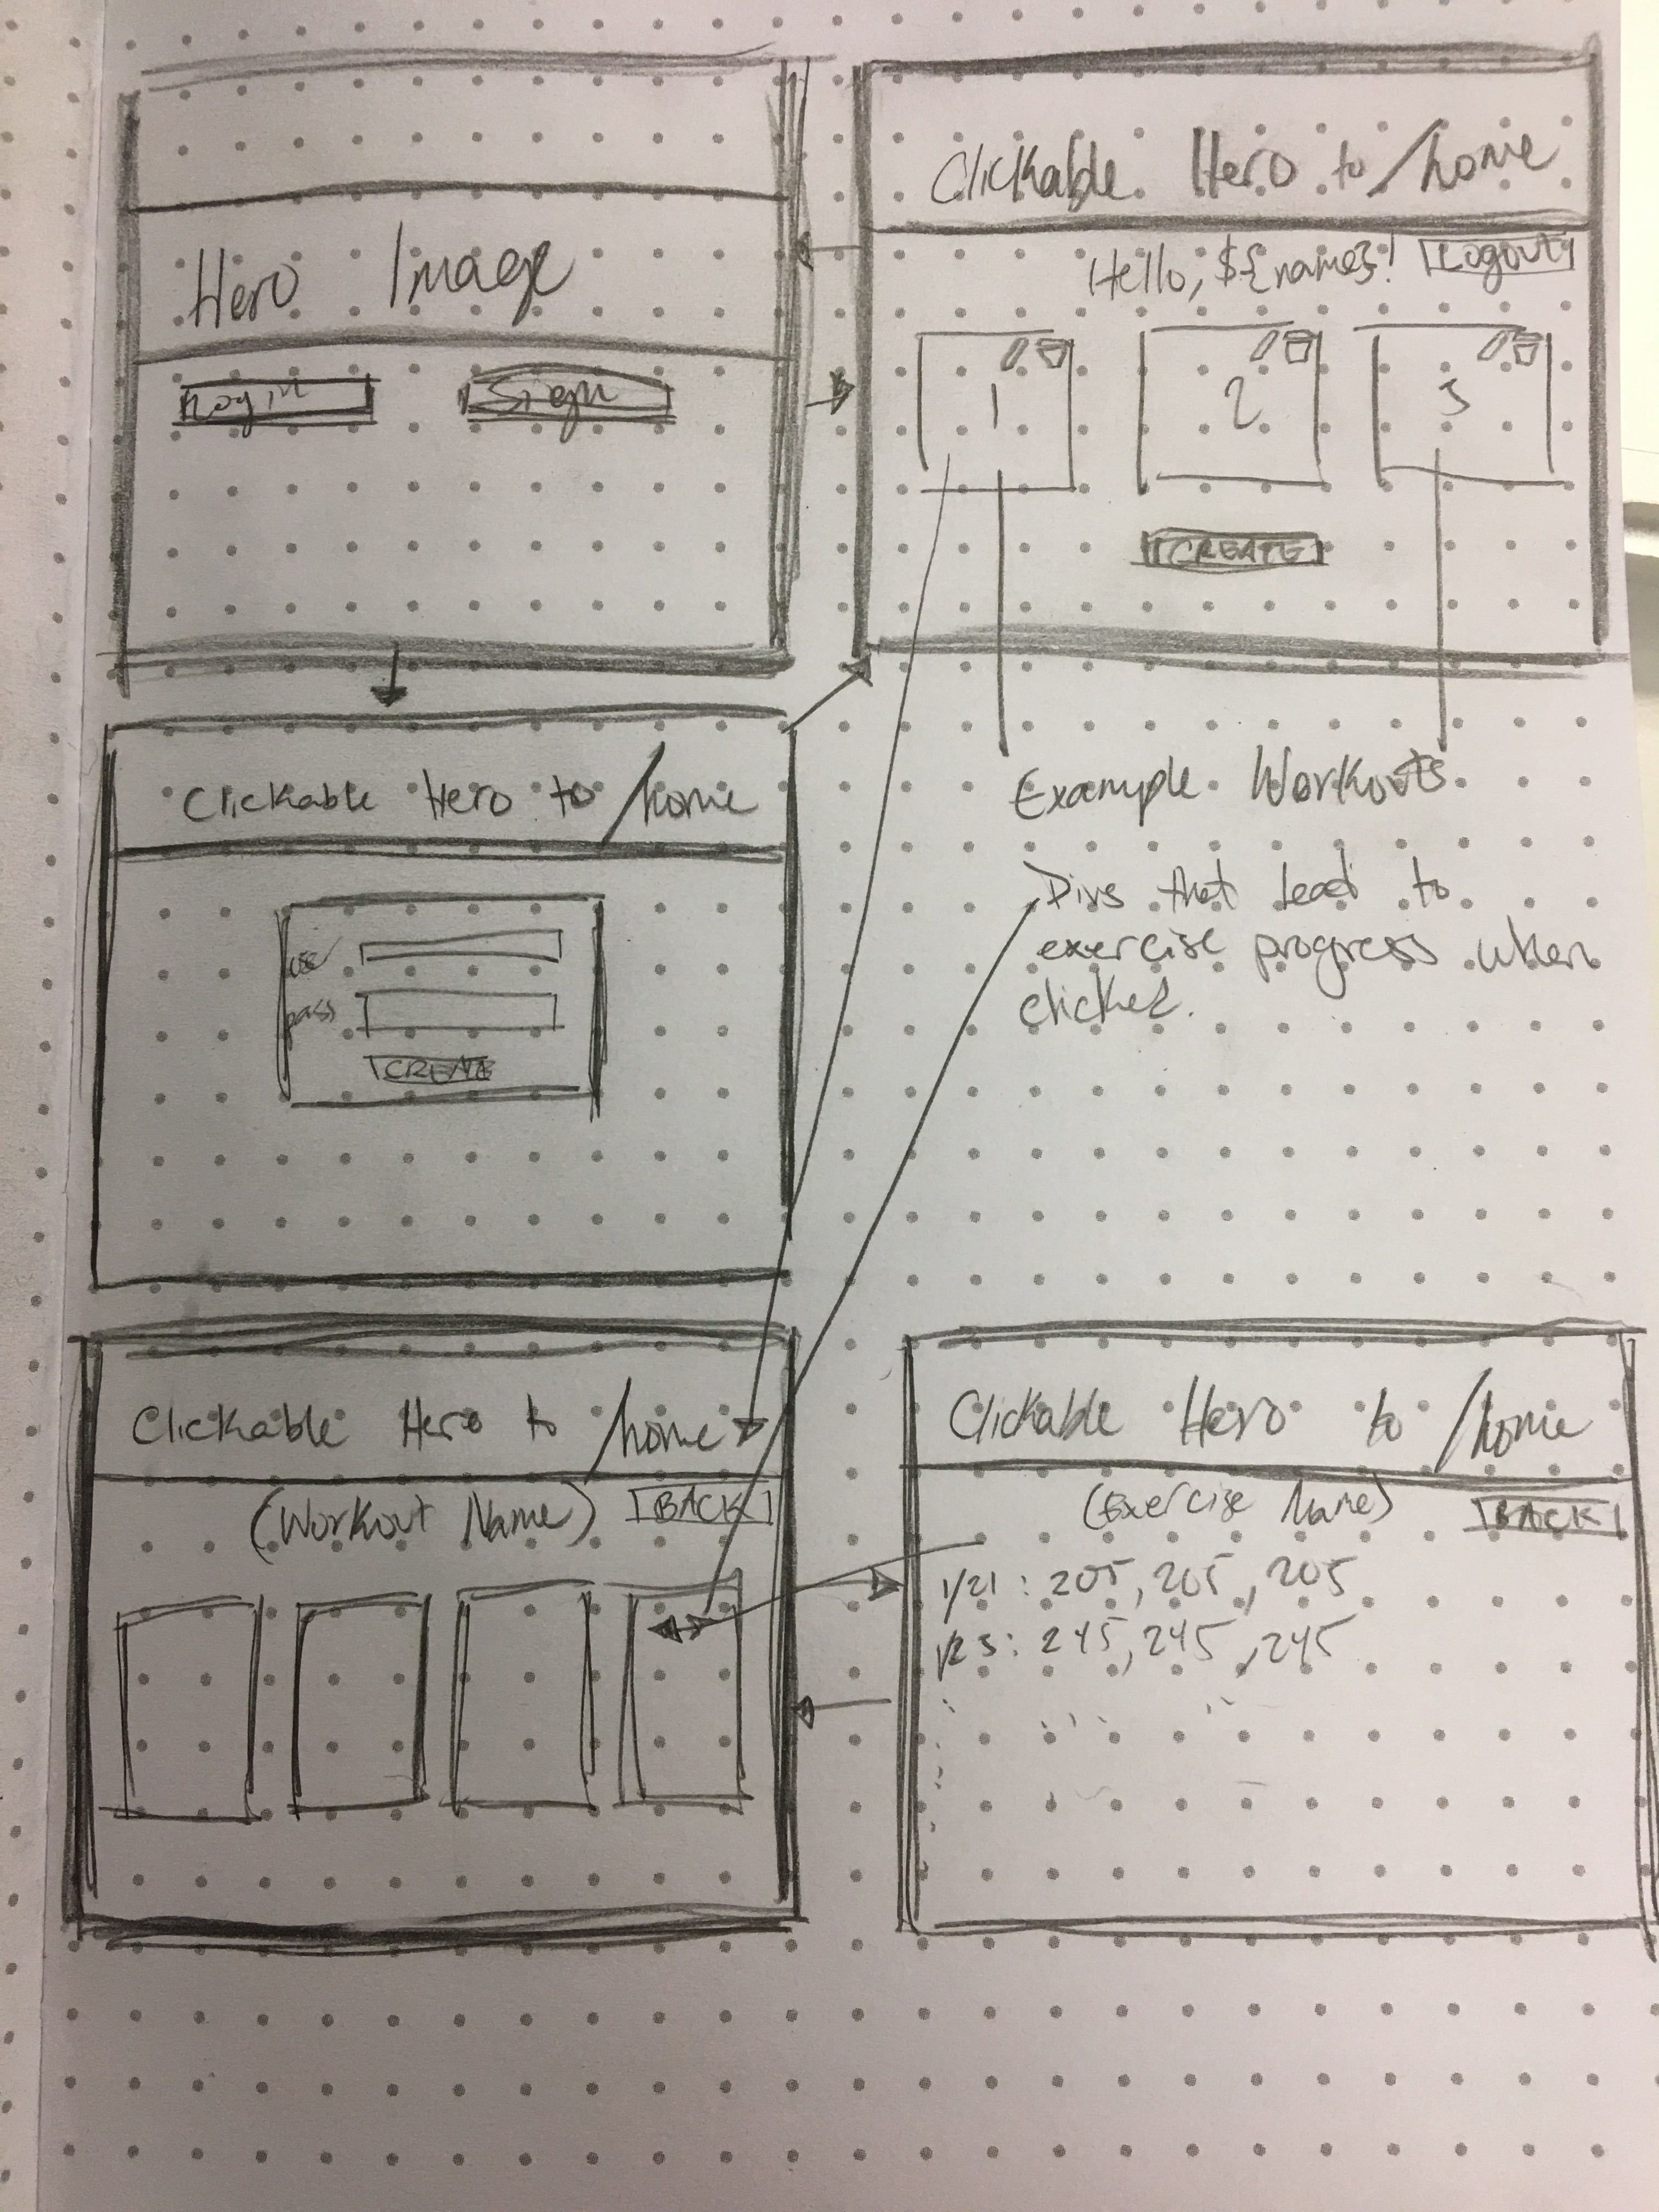 Hero Image
Login
Sign
Clickable Hero to /home
Hello, ${name}!
Logout
1
2
3
CREATE
Example Workouts
Divs that lead to
exercise progress when
clicked.
Clickable Hero to /home
user
pass
CREATE
Clickable Hero to /home
(Workout Name)
BACK
Clickable Hero to /home
(Exercise Name)
BACK
1/21: 205, 205, 205
1/23: 245, 245, 245